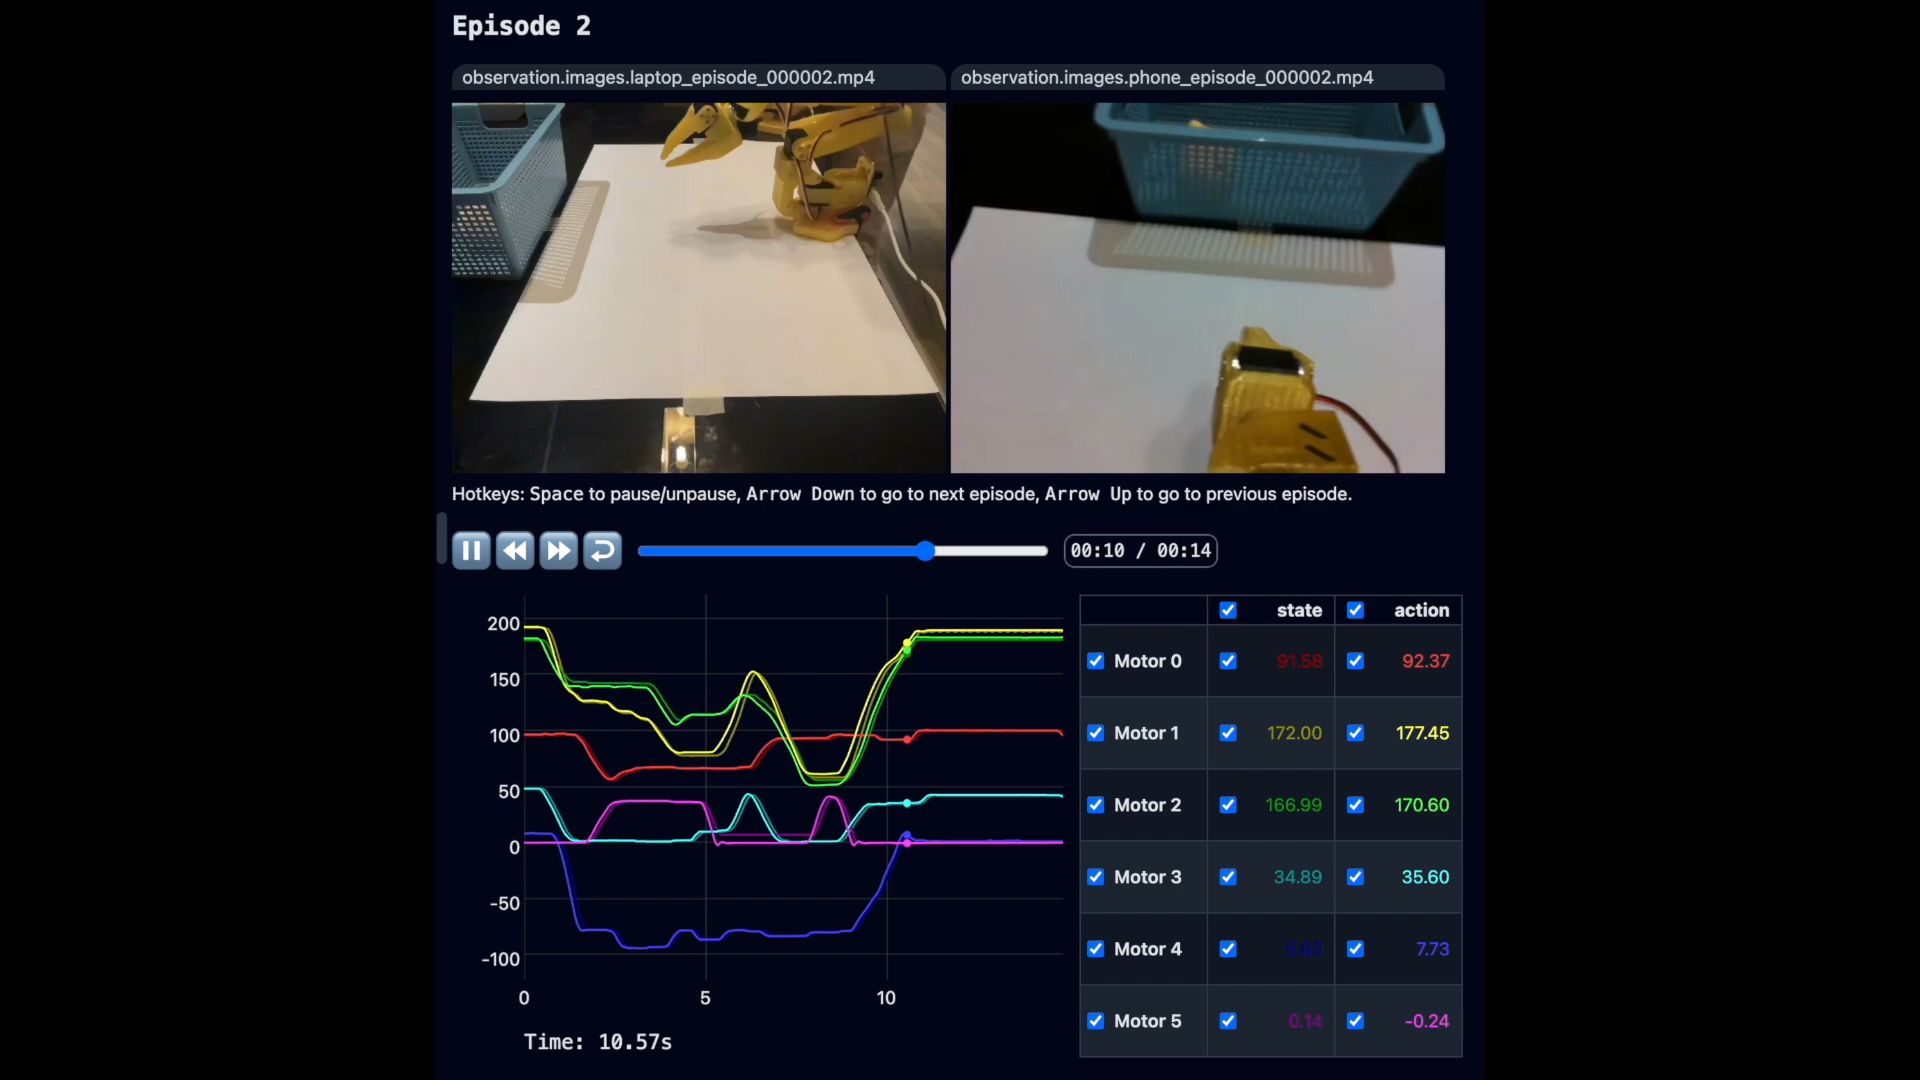 Episode 2
observation.images.laptop_episode_000002.mp4
observation.images.phone_episode_000002.mp4
Hotkeys: Space to pause/unpause, Arrow Down to go to next episode, Arrow Up to go to previous episode.
00:10 / 00:14
200
150
100
50
0
-50
-100
0 5 10
Time: 10.57s
state action
Motor 0 91.58 92.37
Motor 1 172.00 177.45
Motor 2 166.99 170.60
Motor 3 34.89 35.60
Motor 4 7.73
Motor 5 0.14 -0.24